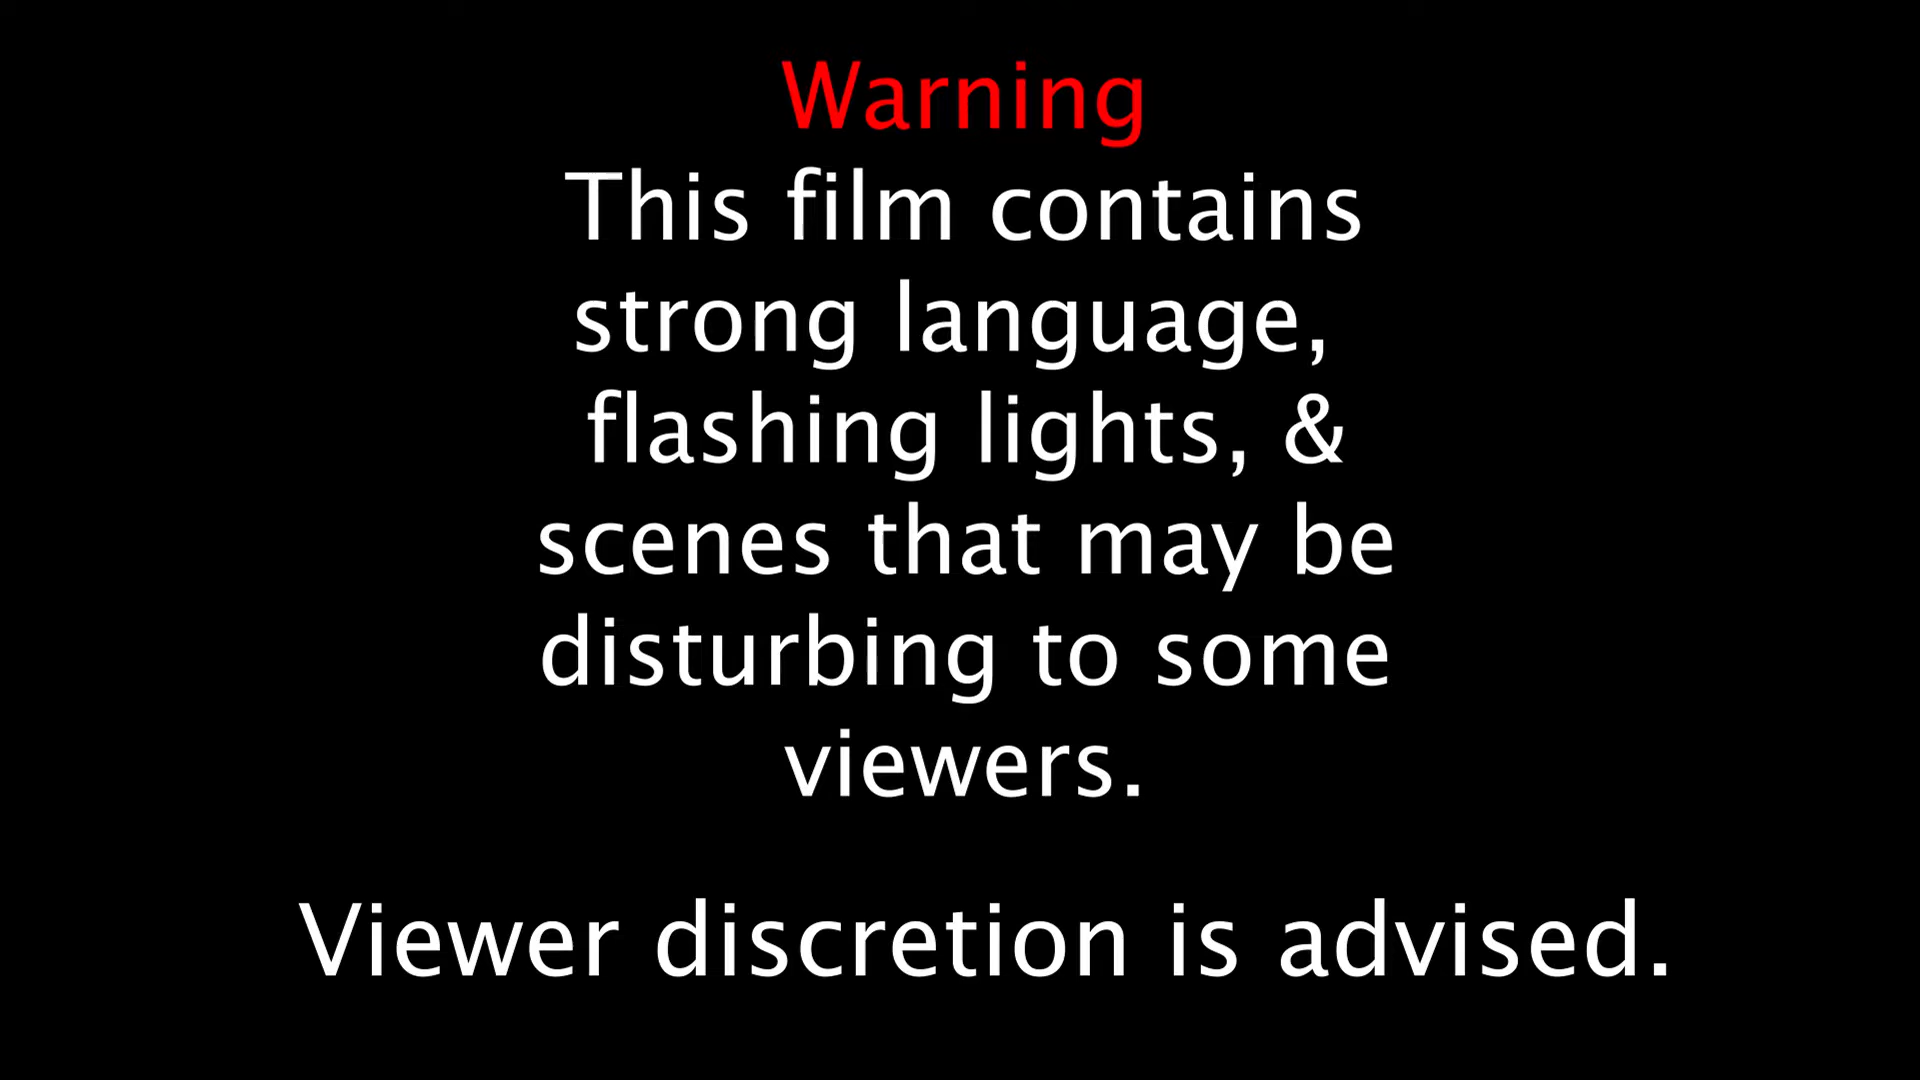 Warning
This film contains
strong language,
flashing lights, &
scenes that may be
disturbing to some
viewers.
Viewer discretion is advised.